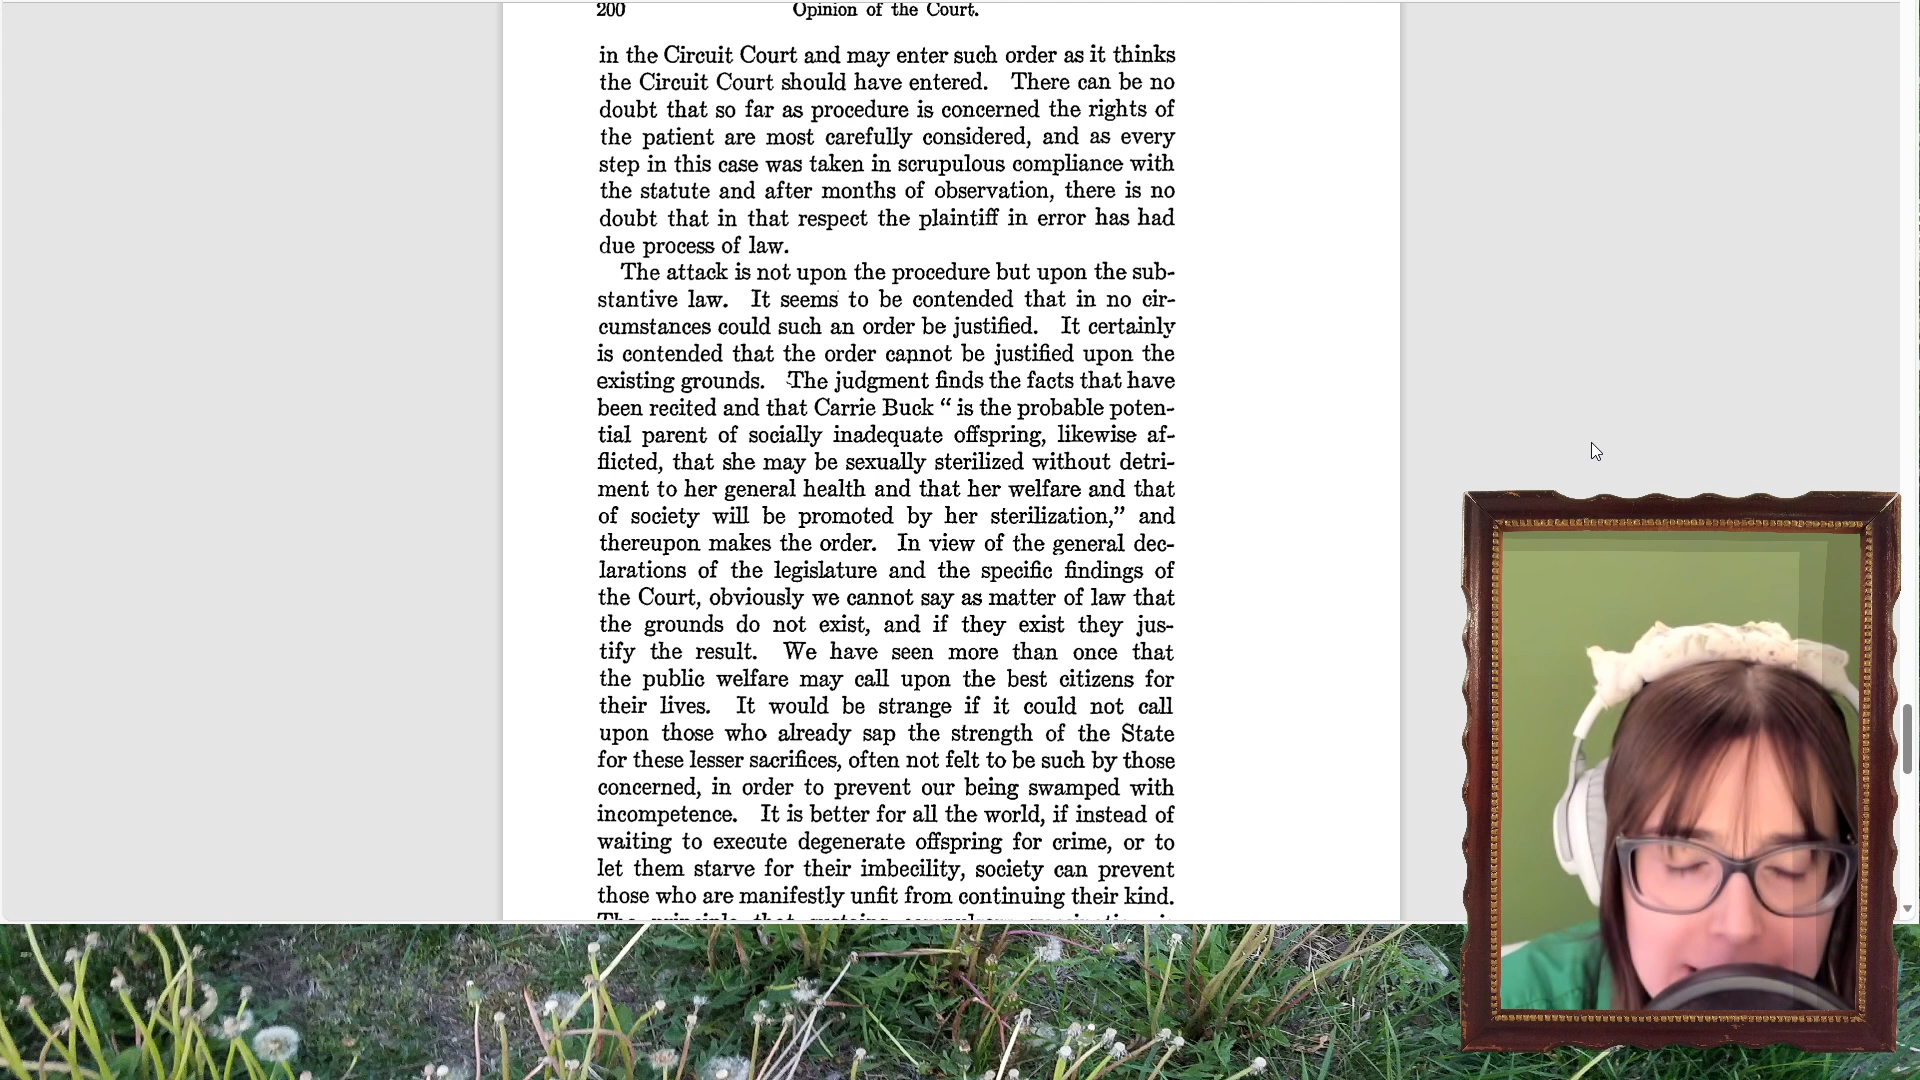 200 Opinion of the Court.
in the Circuit Court and may enter such order as it thinks
the Circuit Court should have entered. There can be no
doubt that so far as procedure is concerned the rights of
the patient are most carefully considered, and as every
step in this case was taken in scrupulous compliance with
the statute and after months of observation, there is no
doubt that in that respect the plaintiff in error has had
due process of law.
The attack is not upon the procedure but upon the sub-
stantive law. It seems to be contended that in no cir-
cumstances could such an order be justified. It certainly
is contended that the order cannot be justified upon the
existing grounds. The judgment finds the facts that have
been recited and that Carrie Buck “ is the probable poten-
tial parent of socially inadequate offspring, likewise af-
flicted, that she may be sexually sterilized without detri-
ment to her general health and that her welfare and that
of society will be promoted by her sterilization,” and
thereupon makes the order. In view of the general dec-
larations of the legislature and the specific findings of
the Court, obviously we cannot say as matter of law that
the grounds do not exist, and if they exist they jus-
tify the result. We have seen more than once that
the public welfare may call upon the best citizens for
their lives. It would be strange if it could not call
upon those who already sap the strength of the State
for these lesser sacrifices, often not felt to be such by those
concerned, in order to prevent our being swamped with
incompetence. It is better for all the world, if instead of
waiting to execute degenerate offspring for crime, or to
let them starve for their imbecility, society can prevent
those who are manifestly unfit from continuing their kind.